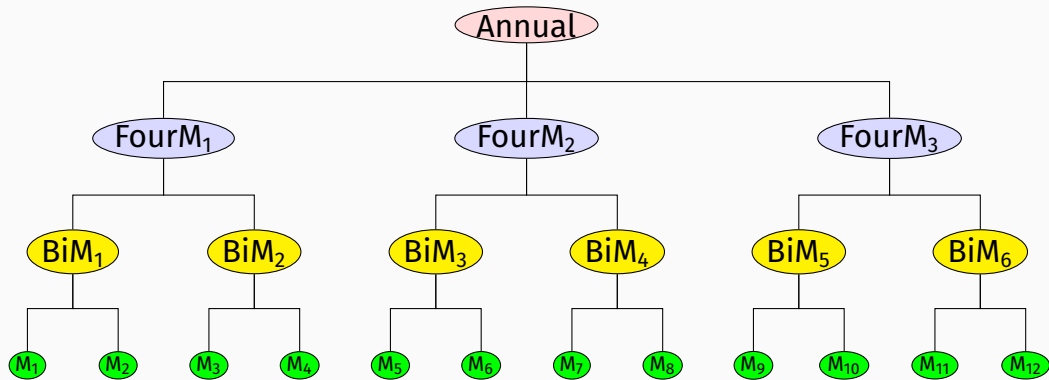 Annual
FourM₁ FourM₂ FourM₃
BiM₁ BiM₂ BiM₃ BiM₄ BiM₅ BiM₆
M₁ M₂ M₃ M₄ M₅ M₆ M₇ M₈ M₉ M₁₀ M₁₁ M₁₂